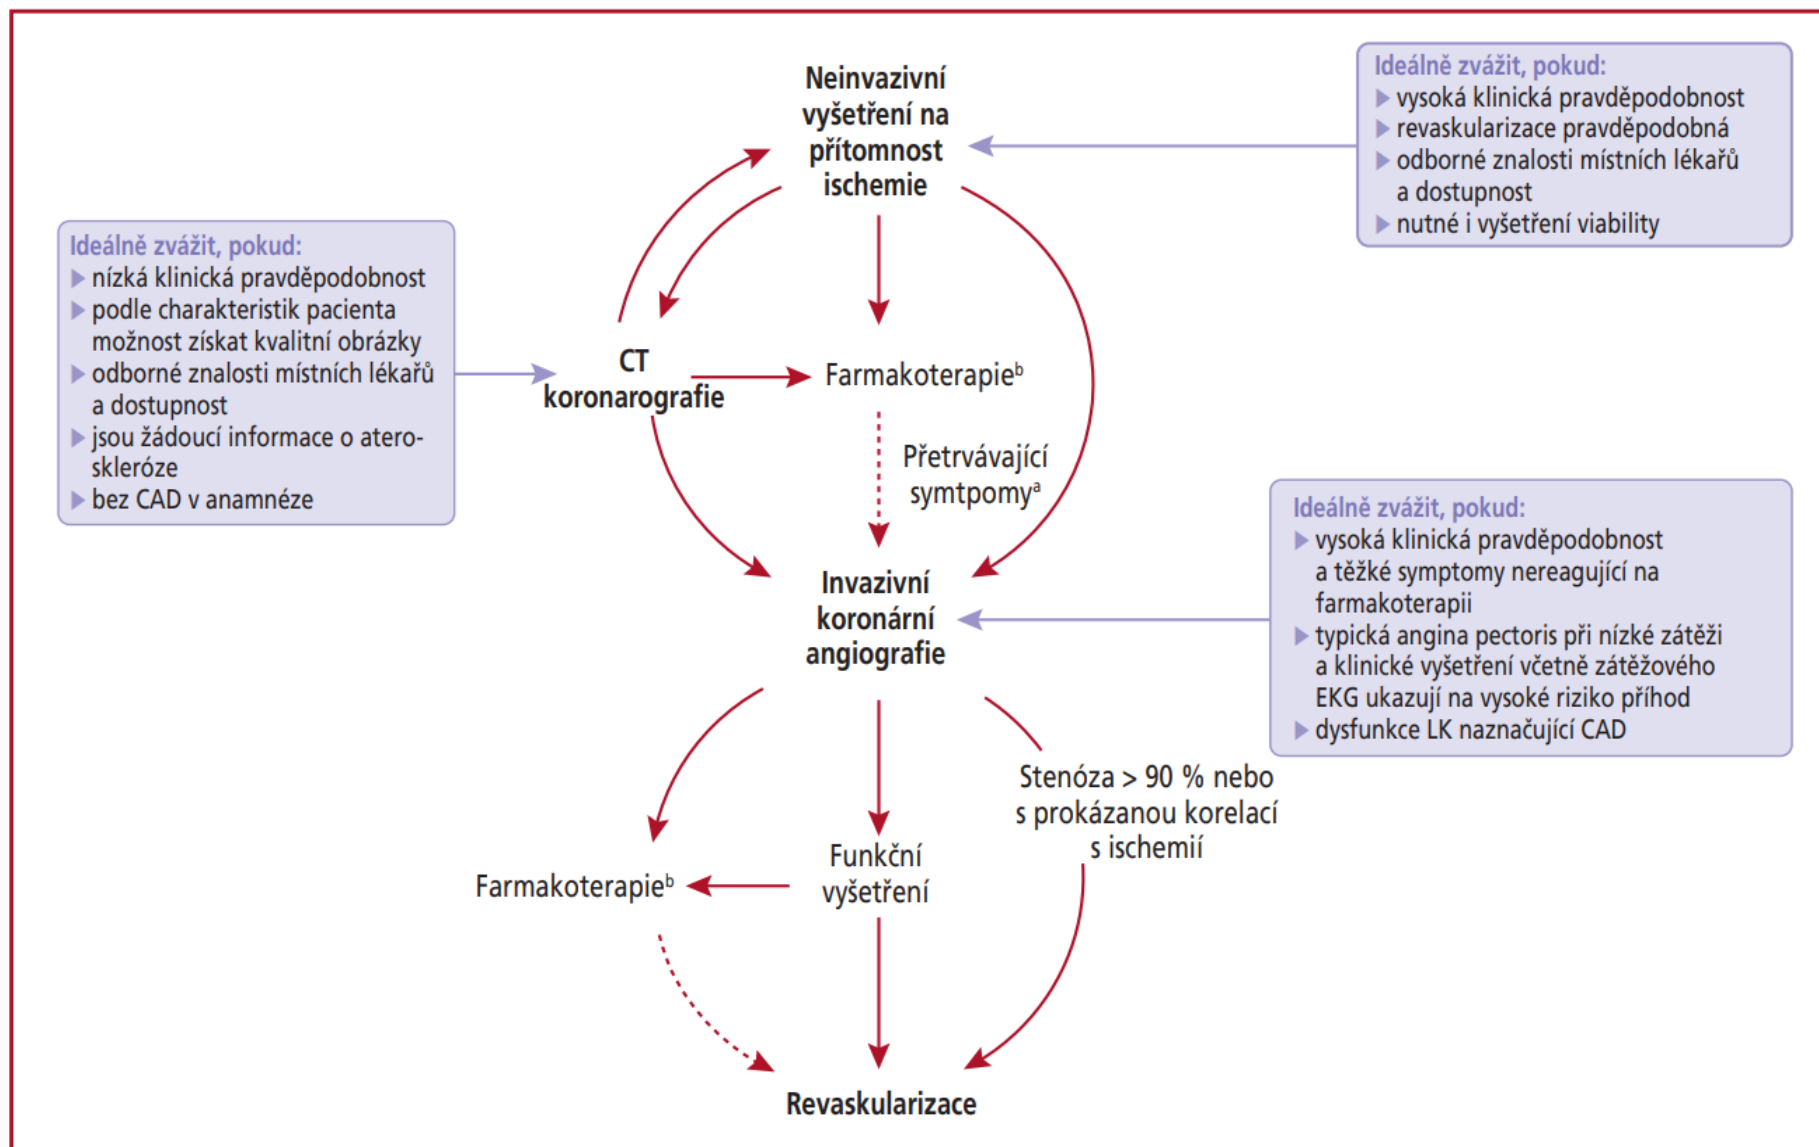 Neinvazivní
vyšetření na
přítomnost
ischemie
Ideálně zvážit, pokud:
▶ vysoká klinická pravděpodobnost
▶ revaskularizace pravděpodobná
▶ odborné znalosti místních lékařů
a dostupnost
▶ nutné i vyšetření viability
Ideálně zvážit, pokud:
▶ nízká klinická pravděpodobnost
▶ podle charakteristik pacienta
možnost získat kvalitní obrázky
▶ odborné znalosti místních lékařů
a dostupnost
▶ jsou žádoucí informace o atero-
skleróze
▶ bez CAD v anamnéze
CT
koronarografie
Farmakoterapieᵇ
Přetrvávající
symtpomyᵃ
Invazivní
koronární
angiografie
Ideálně zvážit, pokud:
▶ vysoká klinická pravděpodobnost
a těžké symptomy nereagující na
farmakoterapii
▶ typická angina pectoris při nízké zátěži
a klinické vyšetření včetně zátěžového
EKG ukazují na vysoké riziko příhod
▶ dysfunkce LK naznačující CAD
Stenóza > 90 % nebo
s prokázanou korelací
s ischemií
Funkční
vyšetření
Farmakoterapieᵇ
Revaskularizace